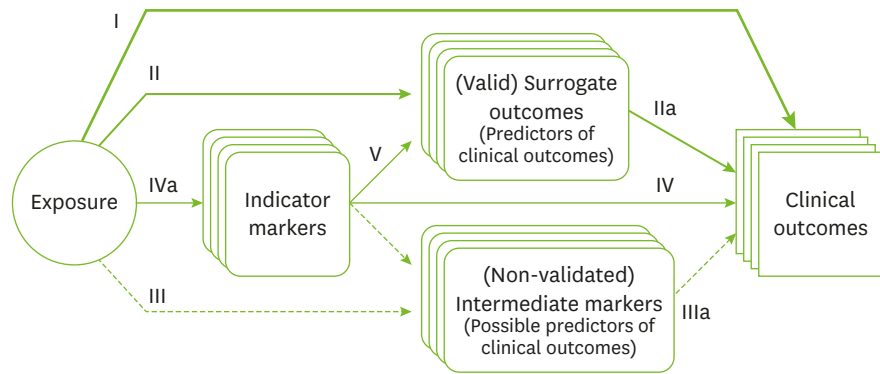 I
II
(Valid) Surrogate
outcomes
(Predictors of
clinical outcomes)
IIa
V
IVa
IV
Exposure
Indicator
markers
Clinical
outcomes
III
(Non-validated)
Intermediate markers
(Possible predictors of
clinical outcomes)
IIIa